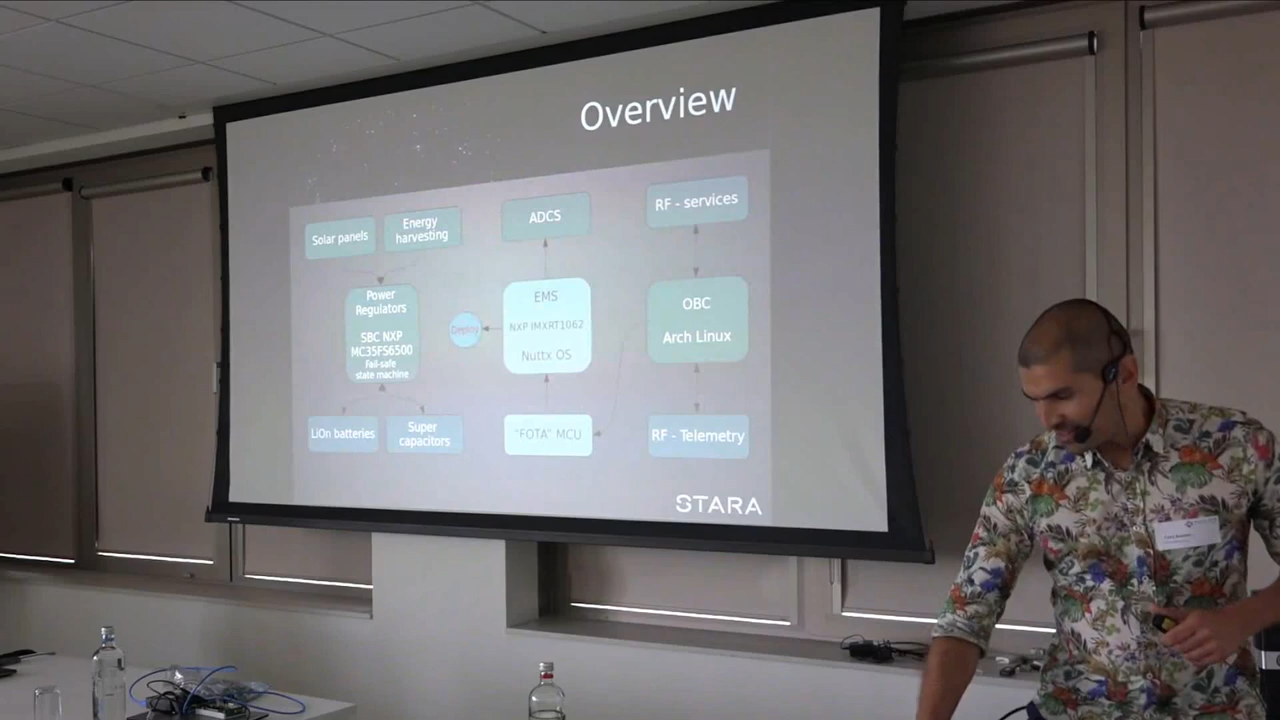 Overview
Solar panels
Energy
harvesting
ADCS
RF - services
Power
Regulators
SBC NXP
MC35FS6500
Fail-safe
state machine
Deploy
EMS
NXP IMXRT1062
Nuttx OS
OBC
Arch Linux
LiOn batteries
Super
capacitors
"FOTA" MCU
RF - Telemetry
STARA